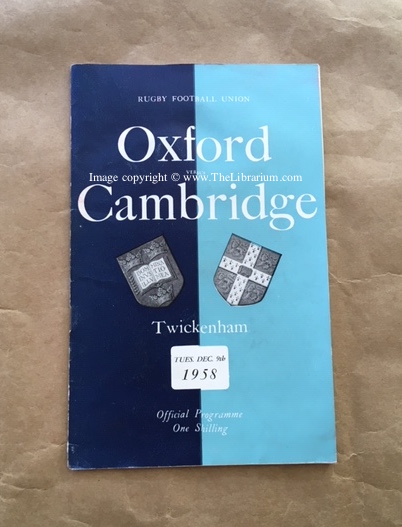 RUGBY FOOTBALL UNION
Oxford
VERSUS
Image copyright © www.TheLibrarium.com
Cambridge
Twickenham
TUES. DEC. 9th
1958
Official Programme
One Shilling